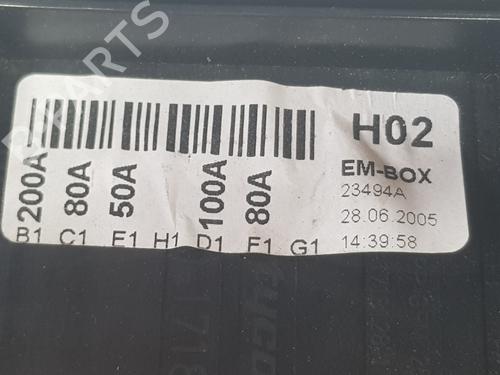 H02
EM-BOX
23494A
28.06.2005
14:39:58
200A 80A 50A 100A 80A
B1 C1 E1 H1 D1 F1 G1
B-PARTS